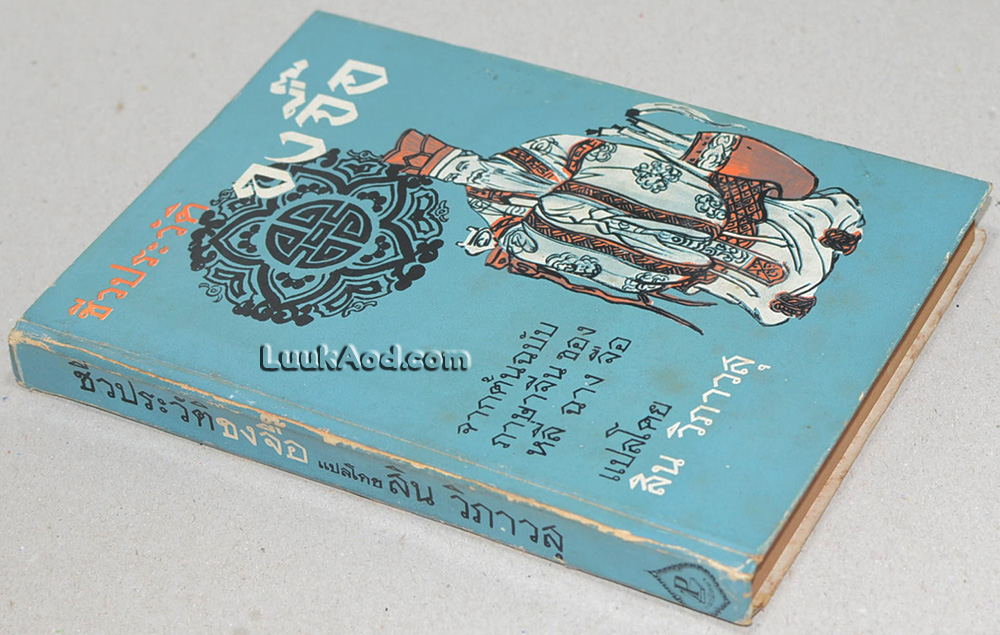 ชีวประวัติ
ขงจื๊อ
จากต้นฉบับ
ภาษาจีนของ
หลี ฉาง จือ
แปลโดย
ลิน วิภาวสุ
ชีวประวัติขงจื๊อ แปลโดย ลิน วิภาวสุ
LuukAod.com